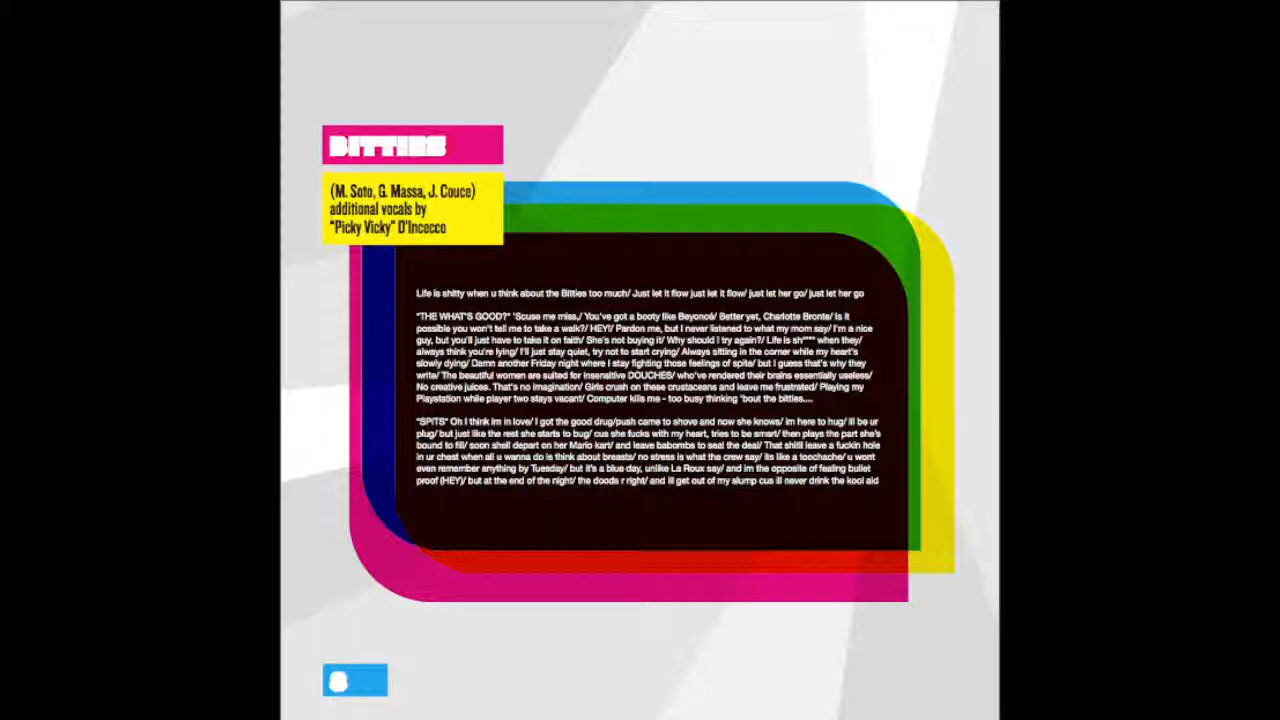 BITTIES
(M. Soto, G. Massa, J. Couce)
additional vocals by
"Picky Vicky" D'Incecco
Life is shitty when u think about the Bitties too much/ Just let it flow just let it flow/ just let her go/ just let her go
"THE WHAT'S GOOD?" 'Scuse me miss,/ You've got a booty like Beyoncé/ Better yet, Charlotte Bronte/ Is it
possible you won't tell me to take a walk?/ HEY!/ Pardon me, but I never listened to what my mom say/ I'm a nice
guy, but you'll just have to take it on faith/ She's not buying it/ Why should I try again?/ Life is sh**** when they/
always think you're lying/ I'll just stay quiet, try not to start crying/ Always sitting in the corner while my heart's
slowly dying/ Damn another Friday night where I stay fighting those feelings of spite/ but I guess that's why they
write/ The beautiful women are suited for insensitive DOUCHES/ who've rendered their brains essentially useless/
No creative juices. That's no imagination/ Girls crush on these crustaceans and leave me frustrated/ Playing my
Playstation while player two stays vacant/ Computer kills me - too busy thinking 'bout the bitties....
"SPITS" Oh I think im in love/ I got the good drug/push came to shove and now she knows/ im here to hug/ ill be ur
plug/ but just like the rest she starts to bug/ cus she fucks with my heart, tries to be smart/ then plays the part she's
bound to fill/ soon shell depart on her Mario kart/ and leave babombs to seal the deal/ That shitll leave a fuckin hole
in ur chest when all u wanna do is think about breasts/ no stress is what the crew say/ its like a toochache/ u wont
even remember anything by Tuesday/ but it's a blue day, unlike La Roux say/ and im the opposite of fealing bullet
proof (HEY)/ but at the end of the night/ the doods r right/ and ill get out of my slump cus ill never drink the kool aid
8